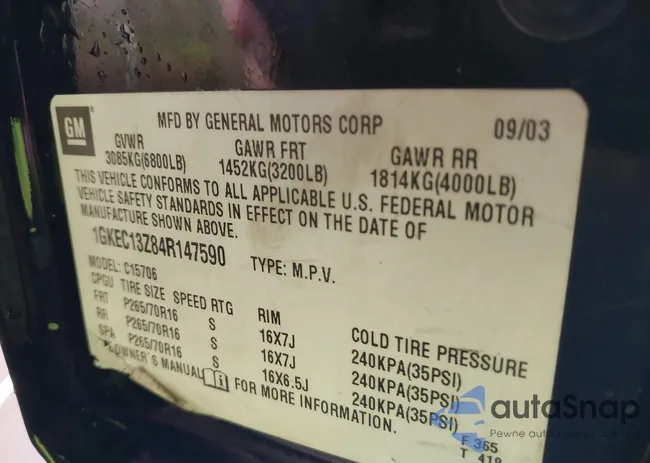 GM MFD BY GENERAL MOTORS CORP 09/03
GVWR GAWR FRT GAWR RR
3085KG(6800LB) 1452KG(3200LB) 1814KG(4000LB)
THIS VEHICLE CONFORMS TO ALL APPLICABLE U.S. FEDERAL MOTOR
VEHICLE SAFETY STANDARDS IN EFFECT ON THE DATE OF
MANUFACTURE SHOWN ABOVE.
1GKEC13Z84R147590 TYPE: M.P.V.
MODEL: C15706
CPGU TIRE SIZE SPEED RTG RIM COLD TIRE PRESSURE
FRT P265/70R16 S 16X7J 240KPA(35PSI)
RR P265/70R16 S 16X7J 240KPA(35PSI)
SPA P265/70R16 S 16X6.5J 240KPA(35PSI)
OWNER'S MANUAL FOR MORE INFORMATION.
F 365
T 419
autoSnap